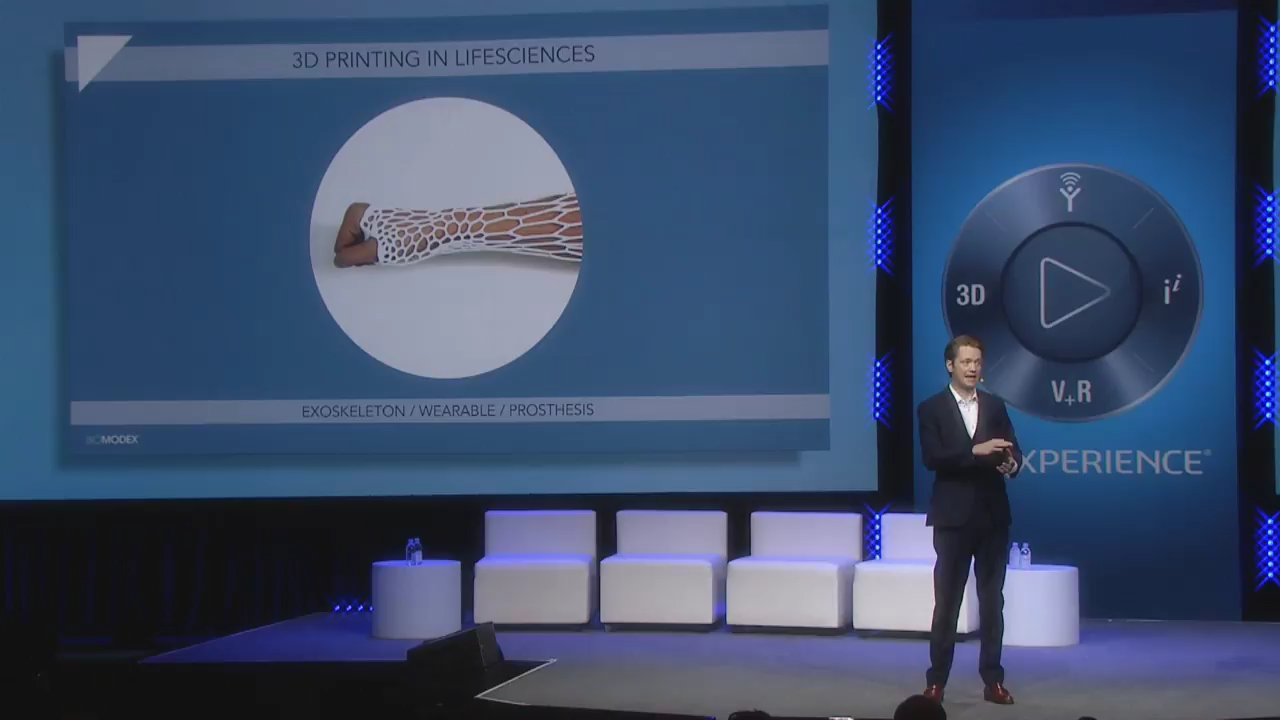 3D PRINTING IN LIFESCIENCES
EXOSKELETON / WEARABLE / PROSTHESIS
BIOMODEX
3D
i i
V+R
XPERIENCE®